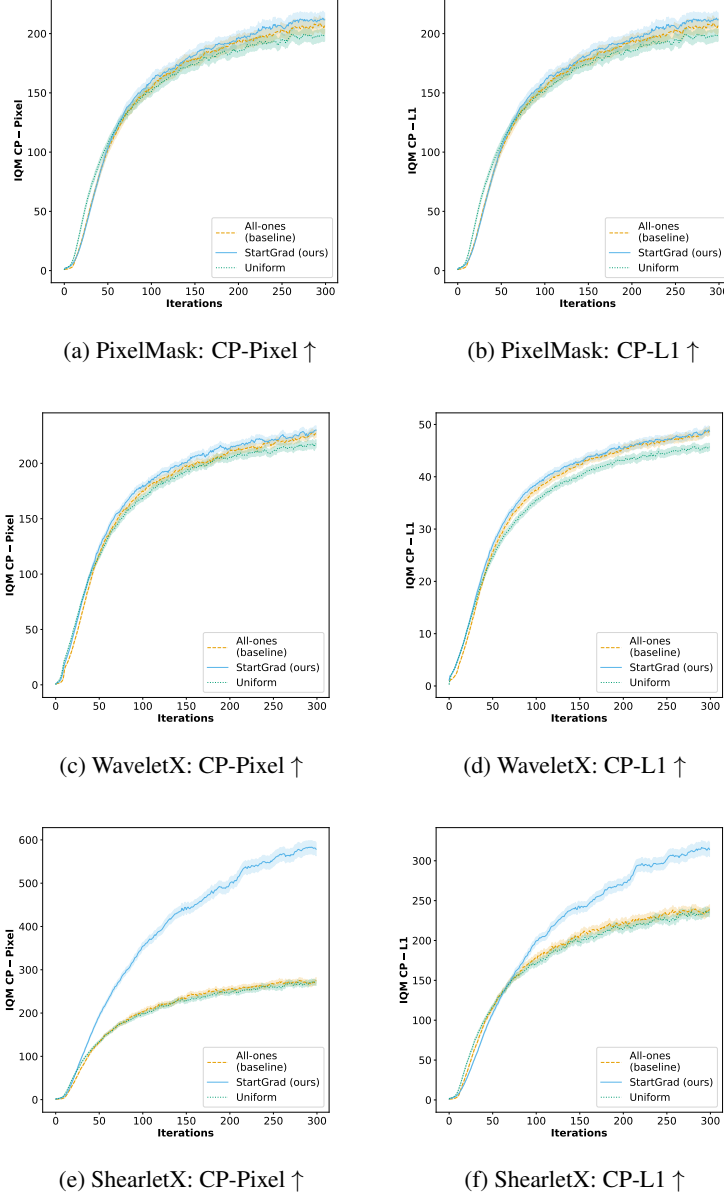 200
150
100
50
0
IQM CP – Pixel
0 50 100 150 200 250 300
Iterations
All-ones
(baseline)
StartGrad (ours)
Uniform
(a) PixelMask: CP-Pixel ↑
200
150
100
50
0
IQM CP – L1
0 50 100 150 200 250 300
Iterations
All-ones
(baseline)
StartGrad (ours)
Uniform
(b) PixelMask: CP-L1 ↑
200
150
100
50
0
IQM CP – Pixel
0 50 100 150 200 250 300
Iterations
All-ones
(baseline)
StartGrad (ours)
Uniform
(c) WaveletX: CP-Pixel ↑
50
40
30
20
10
0
IQM CP – L1
0 50 100 150 200 250 300
Iterations
All-ones
(baseline)
StartGrad (ours)
Uniform
(d) WaveletX: CP-L1 ↑
600
500
400
300
200
100
0
IQM CP – Pixel
0 50 100 150 200 250 300
Iterations
All-ones
(baseline)
StartGrad (ours)
Uniform
(e) ShearletX: CP-Pixel ↑
300
250
200
150
100
50
0
IQM CP – L1
0 50 100 150 200 250 300
Iterations
All-ones
(baseline)
StartGrad (ours)
Uniform
(f) ShearletX: CP-L1 ↑